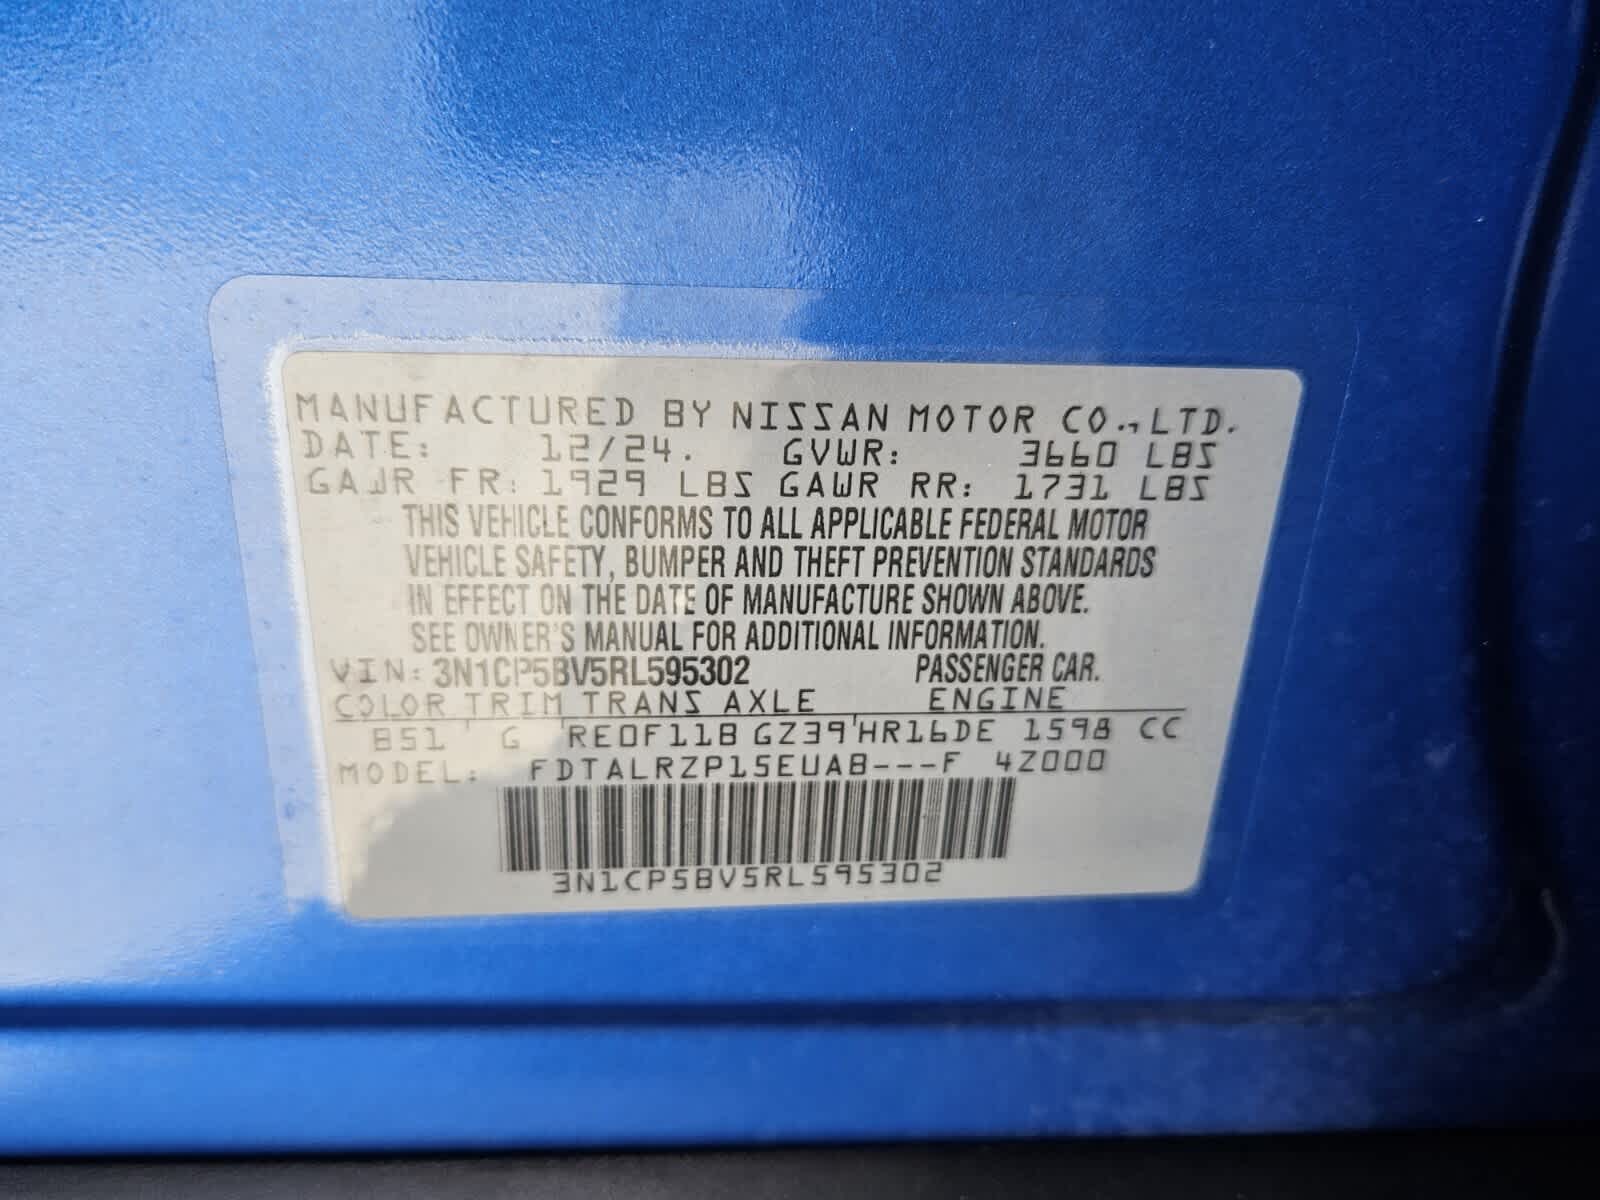 MANUFACTURED BY NISSAN MOTOR CO.,LTD.
DATE: 12/24. GVWR: 3660 LBS
GAWR FR: 1929 LBS GAWR RR: 1731 LBS
THIS VEHICLE CONFORMS TO ALL APPLICABLE FEDERAL MOTOR
VEHICLE SAFETY, BUMPER AND THEFT PREVENTION STANDARDS
IN EFFECT ON THE DATE OF MANUFACTURE SHOWN ABOVE.
SEE OWNER'S MANUAL FOR ADDITIONAL INFORMATION.
VIN: 3N1CP5BV5RL595302 PASSENGER CAR.
COLOR TRIM TRANS AXLE ENGINE
B51 G RE0F11B GZ39 HR16DE 1598 CC
MODEL: FDTALRZP15EUAB---F 4Z000
3N1CP5BV5RL595302